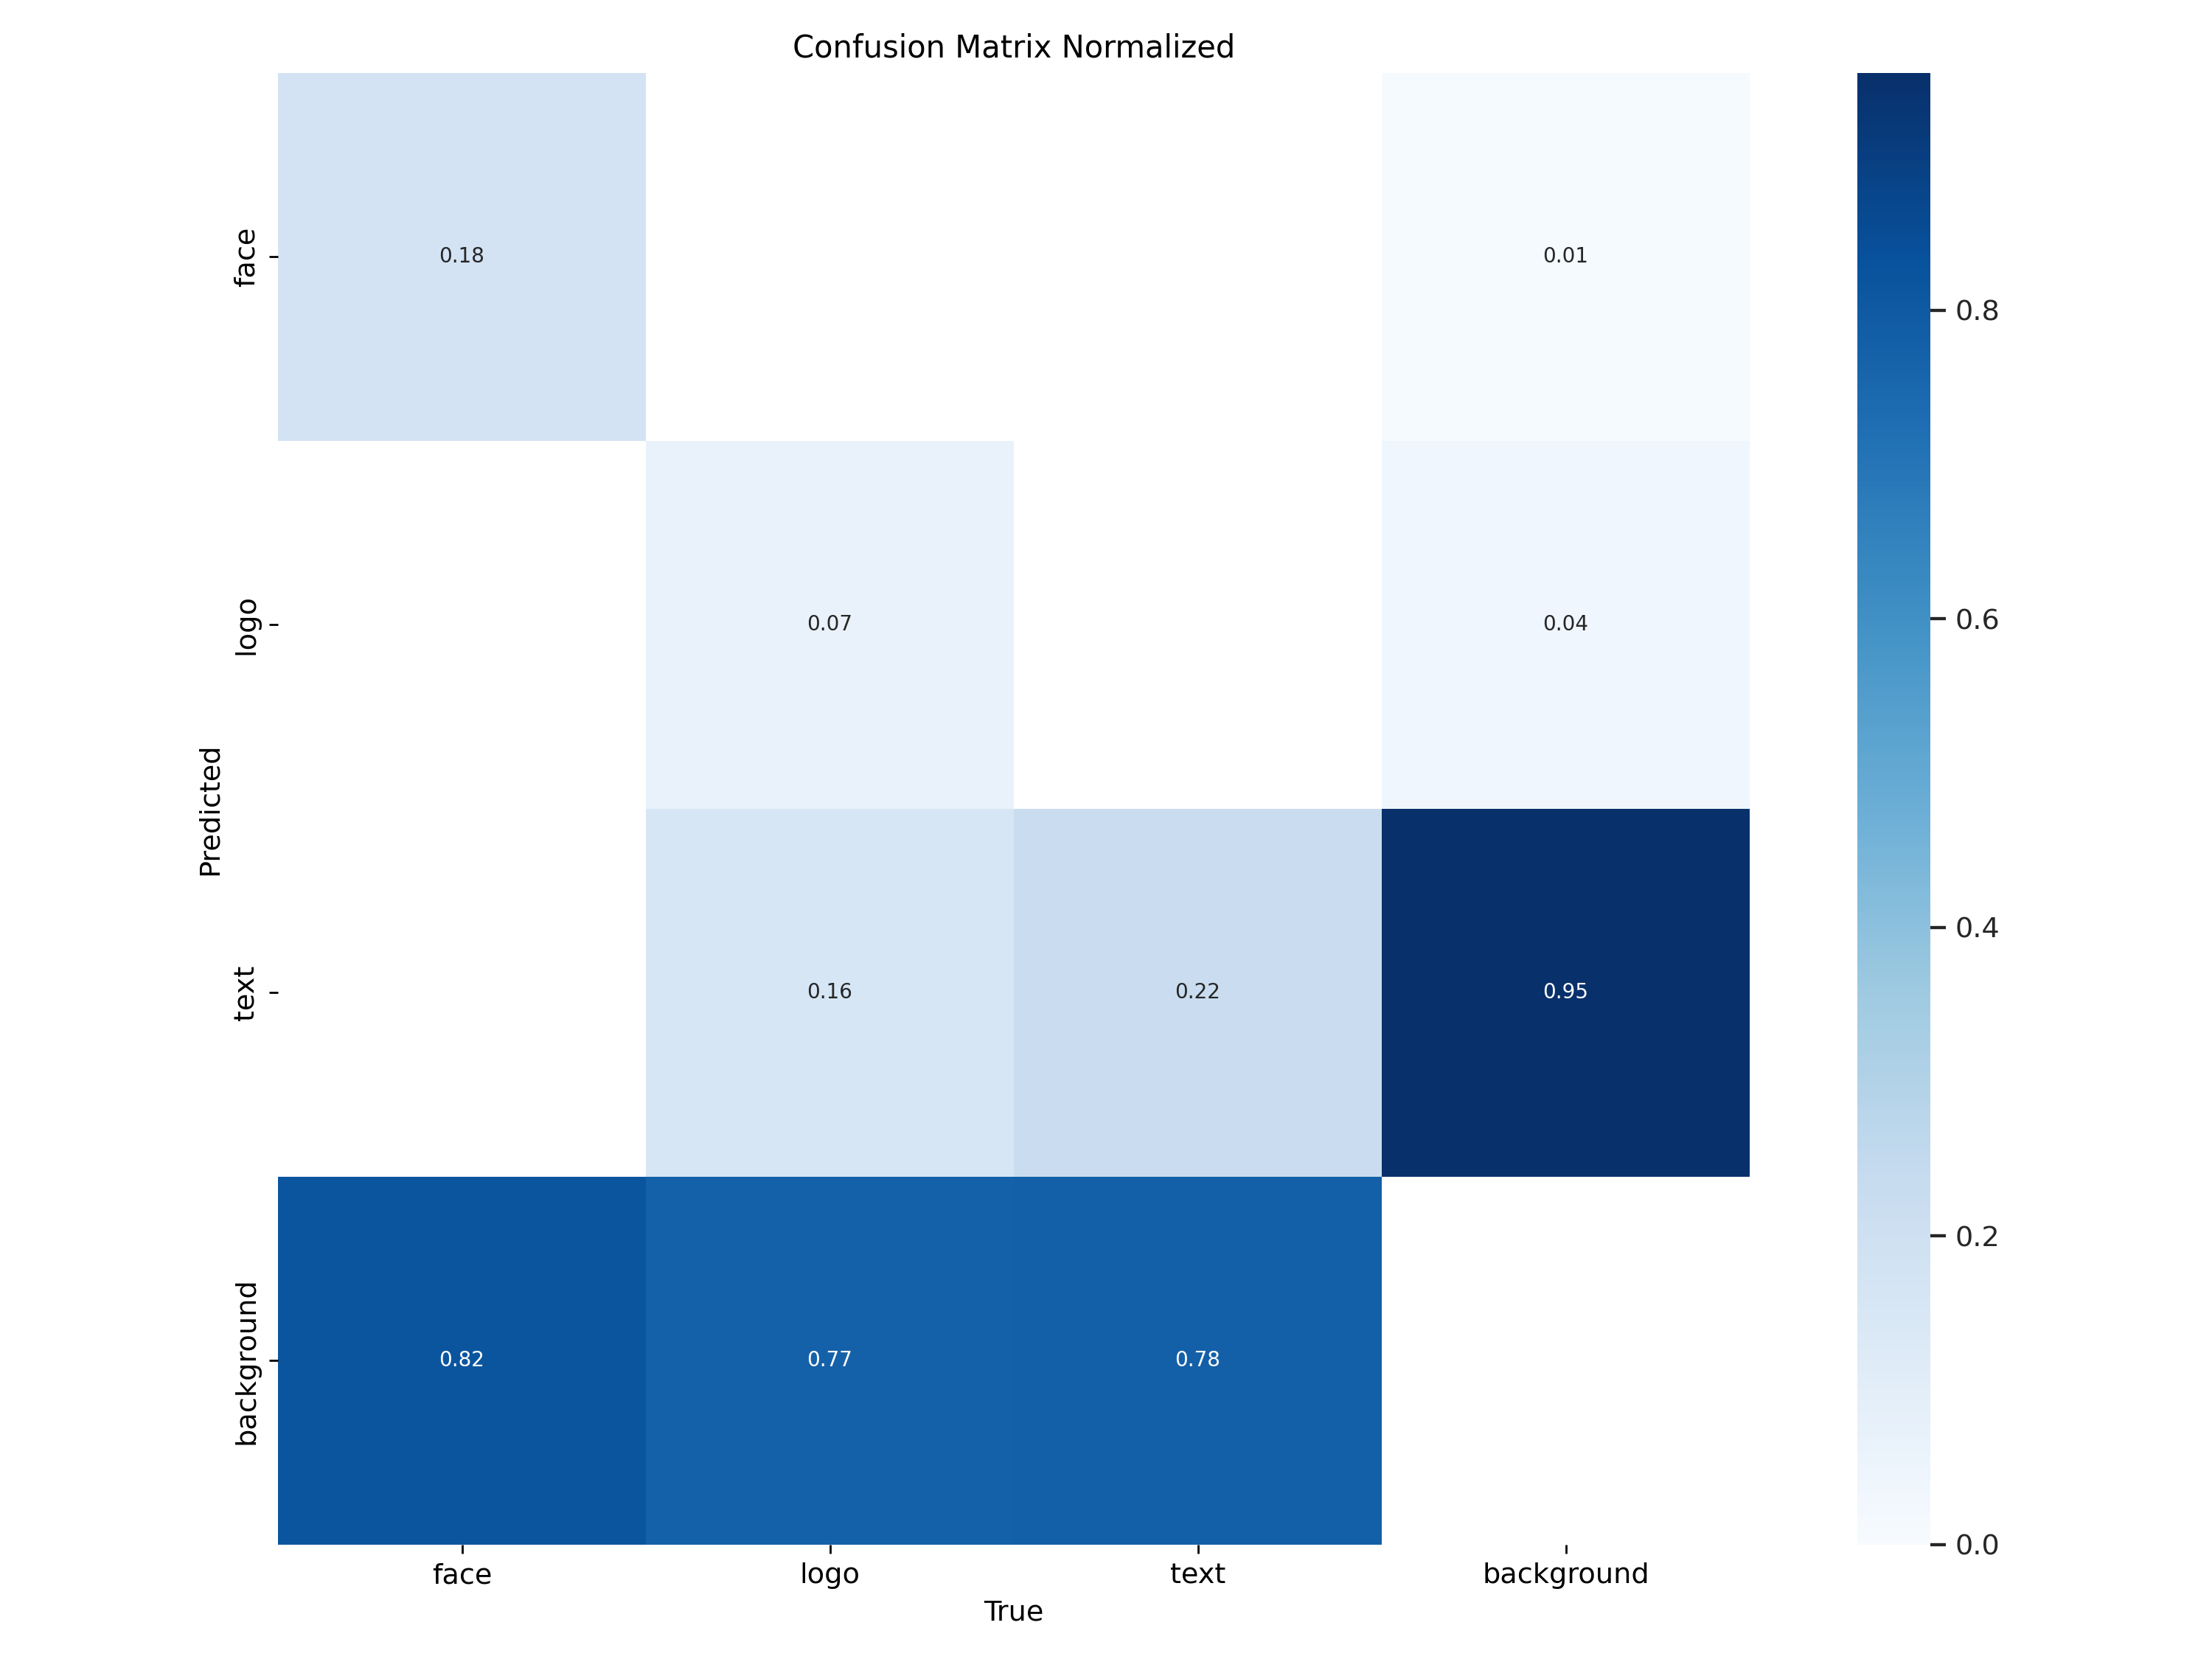 Confusion Matrix Normalized
Predicted
face
0.18
0.01
logo
0.07
0.04
text
0.16
0.22
0.95
background
0.82
0.77
0.78
face
logo
text
background
True
0.8
0.6
0.4
0.2
0.0